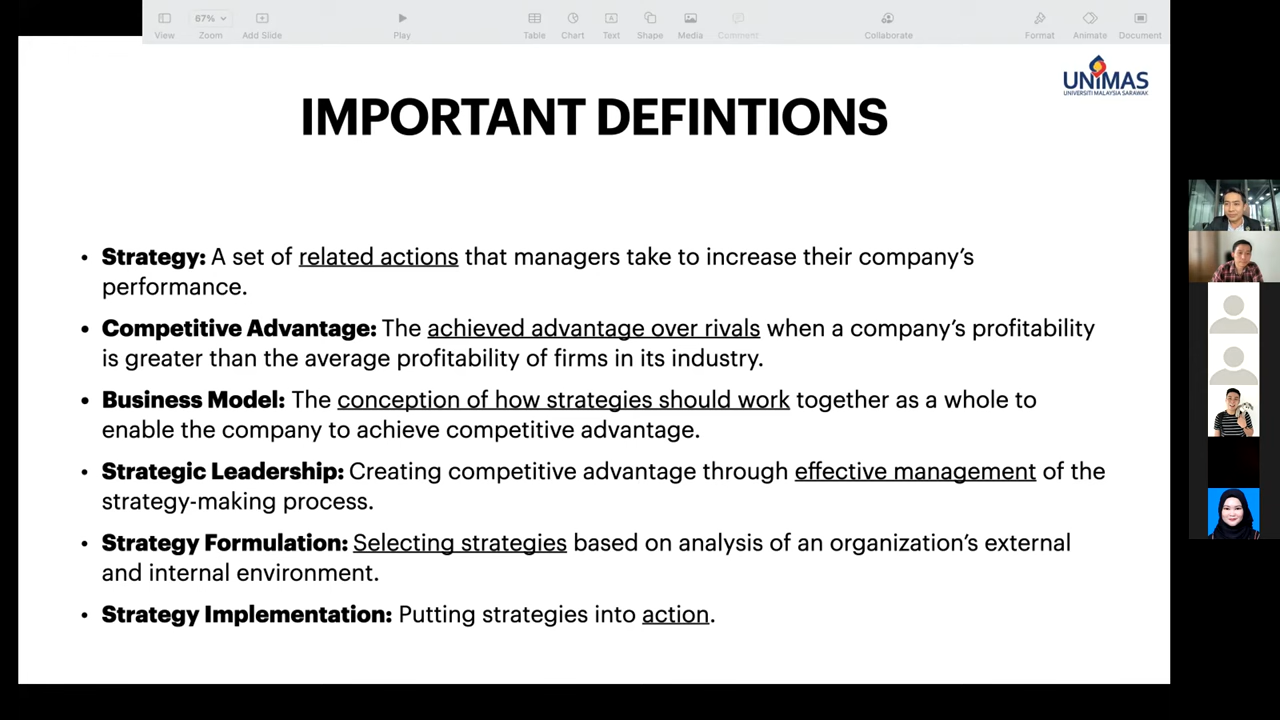 67%
View
Zoom
Add Slide
Play
Table
Chart
Text
Shape
Media
Comment
Collaborate
Format
Animate
Document
UNIMAS
UNIVERSITI MALAYSIA SARAWAK
IMPORTANT DEFINTIONS
• Strategy: A set of related actions that managers take to increase their company’s
performance.
• Competitive Advantage: The achieved advantage over rivals when a company’s profitability
is greater than the average profitability of firms in its industry.
• Business Model: The conception of how strategies should work together as a whole to
enable the company to achieve competitive advantage.
• Strategic Leadership: Creating competitive advantage through effective management of the
strategy-making process.
• Strategy Formulation: Selecting strategies based on analysis of an organization’s external
and internal environment.
• Strategy Implementation: Putting strategies into action.